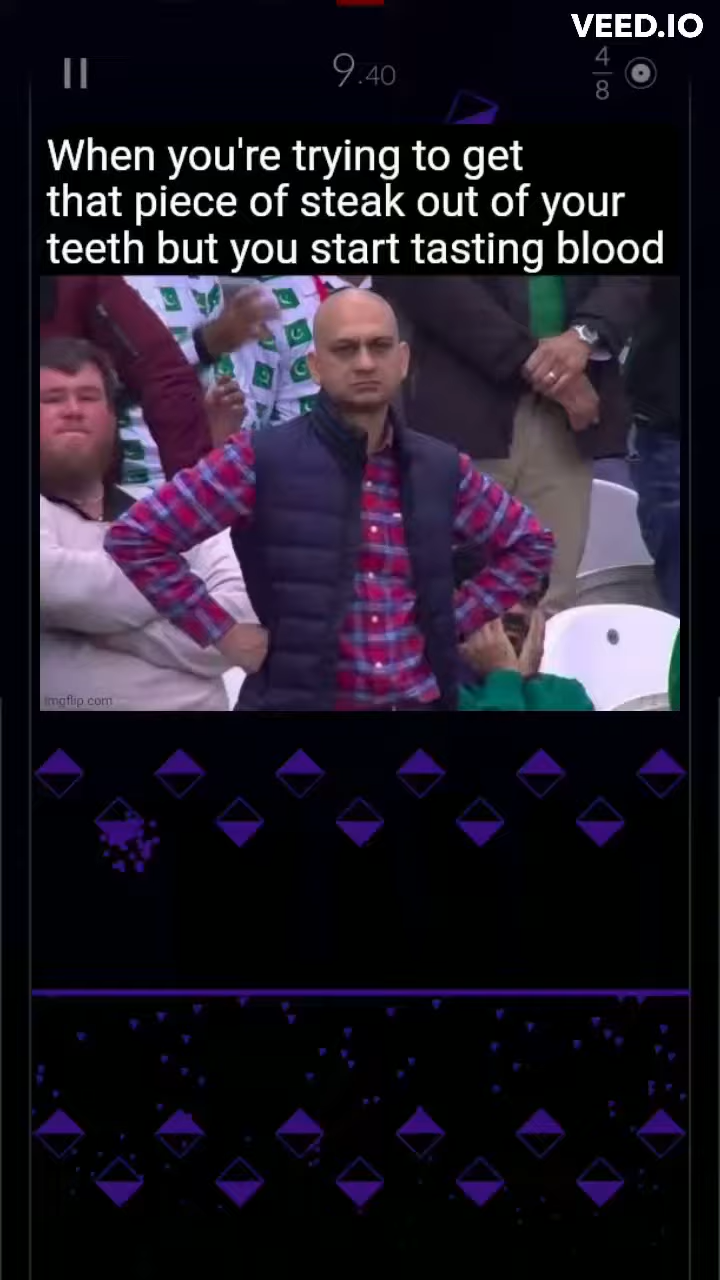 VEED.IO
9.40
4
8
When you're trying to get
that piece of steak out of your
teeth but you start tasting blood
imgflip.com